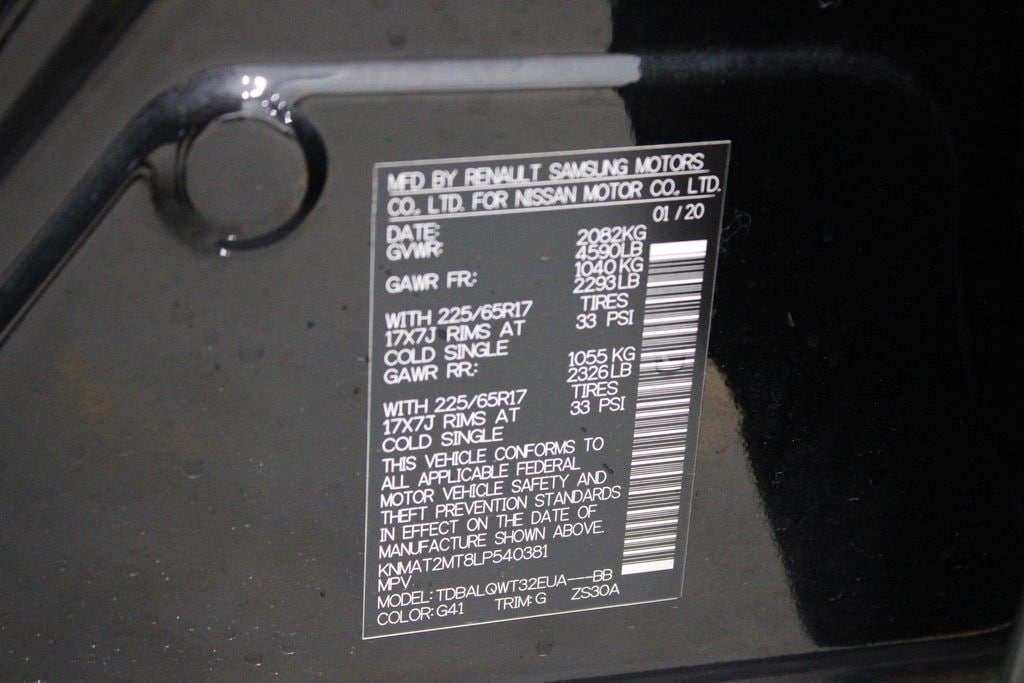 MFD BY RENAULT SAMSUNG MOTORS
CO., LTD. FOR NISSAN MOTOR CO., LTD.
DATE: 01 / 20
GVWR: 2082KG
4590LB
GAWR FR.: 1040 KG
2293LB
WITH 225/65R17 TIRES
17X7J RIMS AT 33 PSI
COLD SINGLE
GAWR RR.: 1055 KG
2326LB
WITH 225/65R17 TIRES
17X7J RIMS AT 33 PSI
COLD SINGLE
THIS VEHICLE CONFORMS TO
ALL APPLICABLE FEDERAL
MOTOR VEHICLE SAFETY AND
THEFT PREVENTION STANDARDS
IN EFFECT ON THE DATE OF
MANUFACTURE SHOWN ABOVE.
KNMAT2MT8LP540381
MPV
MODEL: TDBALQWT32EUA---BB
COLOR: G41 TRIM: G ZS30A